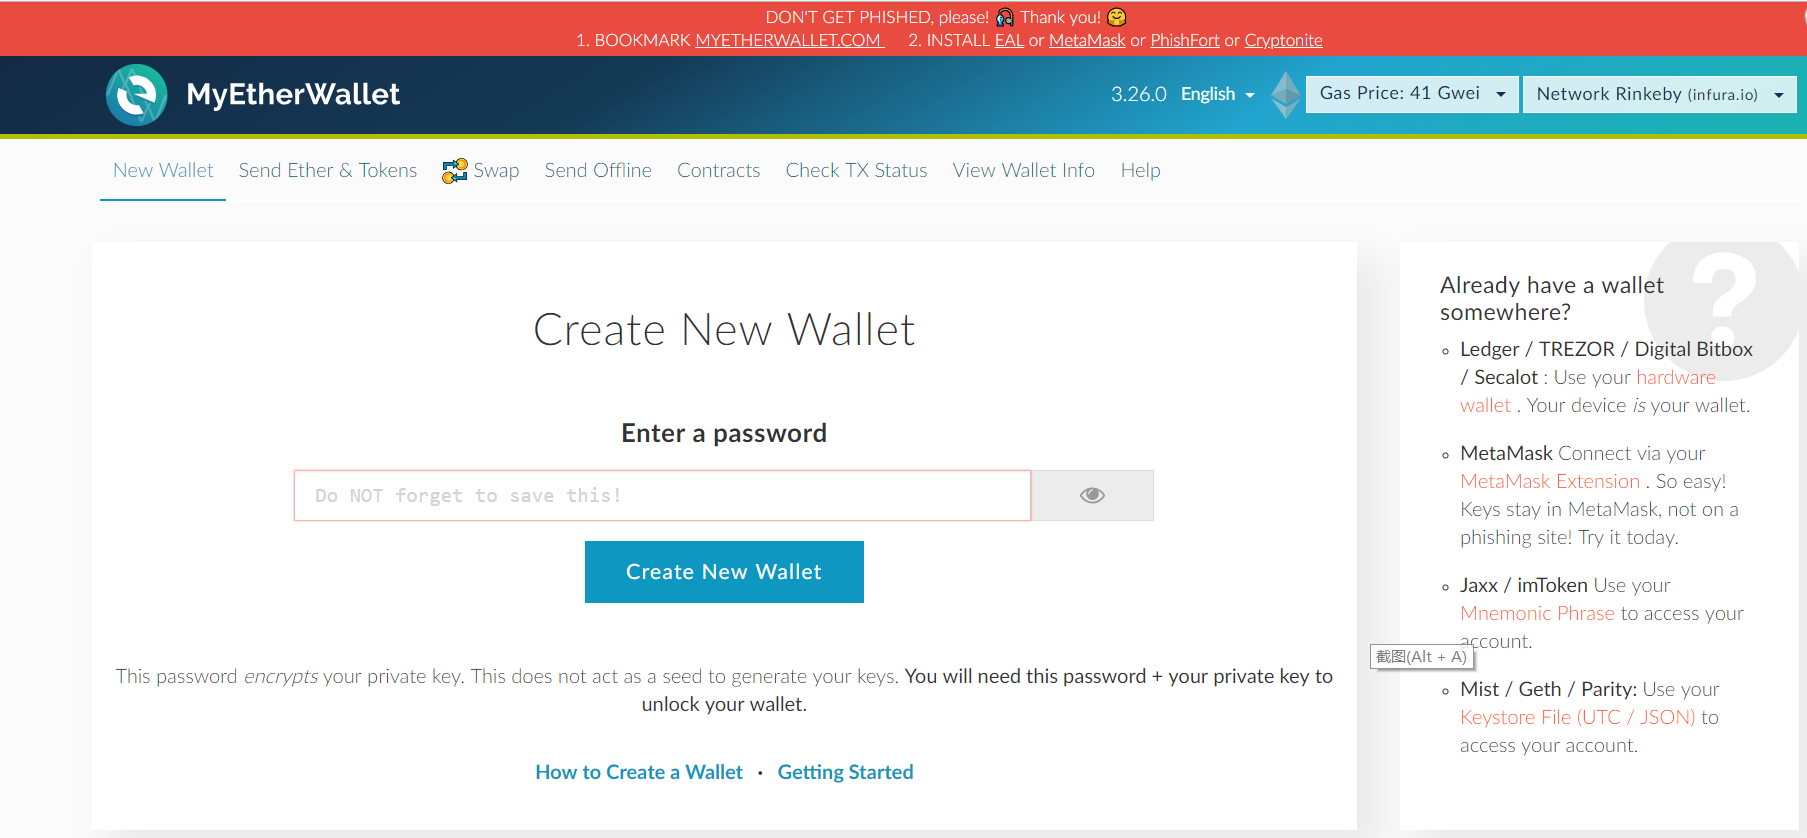 DON'T GET PHISHED, please! Thank you!
1. BOOKMARK MYETHERWALLET.COM 2. INSTALL EAL or MetaMask or PhishFort or Cryptonite
MyEtherWallet
3.26.0 English Gas Price: 41 Gwei Network Rinkeby (infura.io)
New Wallet Send Ether & Tokens Swap Send Offline Contracts Check TX Status View Wallet Info Help
Create New Wallet
Enter a password
Do NOT forget to save this!
Create New Wallet
This password encrypts your private key. This does not act as a seed to generate your keys. You will need this password + your private key to
unlock your wallet.
How to Create a Wallet · Getting Started
?
Already have a wallet
somewhere?
Ledger / TREZOR / Digital Bitbox
/ Secalot : Use your hardware
wallet . Your device is your wallet.
MetaMask Connect via your
MetaMask Extension . So easy!
Keys stay in MetaMask, not on a
phishing site! Try it today.
Jaxx / imToken Use your
Mnemonic Phrase to access your
account.
截图(Alt + A)
Mist / Geth / Parity: Use your
Keystore File (UTC / JSON) to
access your account.